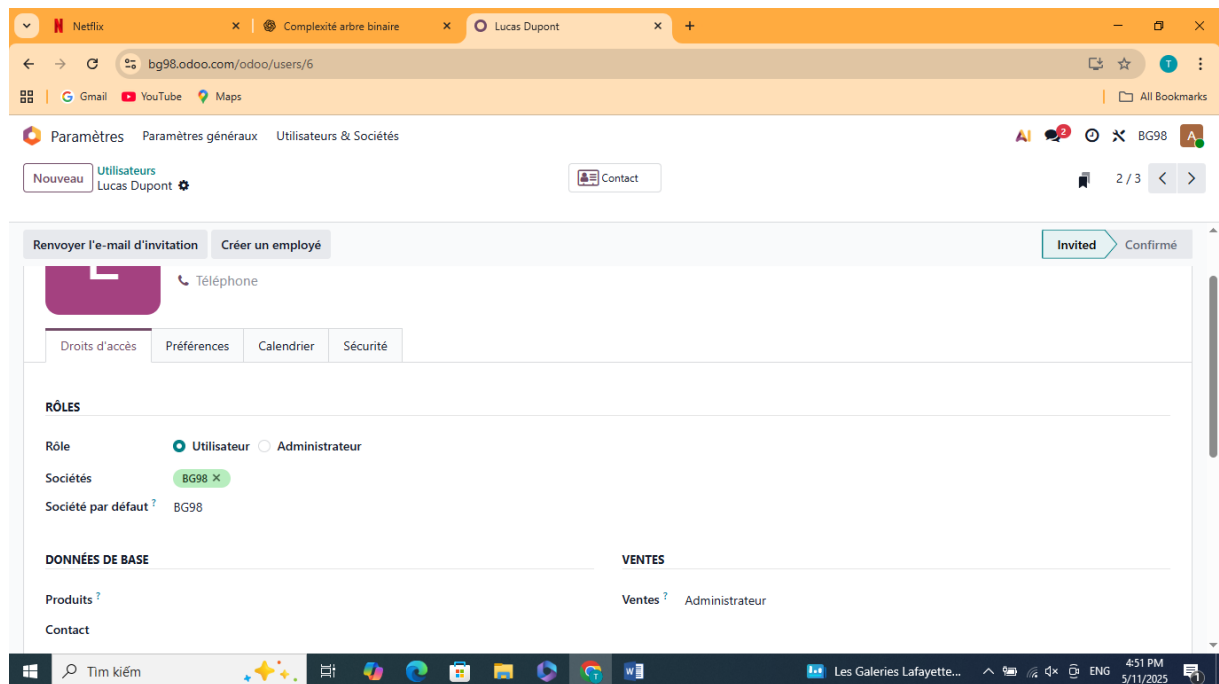 Netflix
Complexité arbre binaire
Lucas Dupont
bg98.odoo.com/odoo/users/6
T
Gmail
YouTube
Maps
All Bookmarks
Paramètres
Paramètres généraux
Utilisateurs & Sociétés
AI
2
BG98
A
Nouveau
Utilisateurs
Lucas Dupont
Contact
2 / 3
Renvoyer l'e-mail d'invitation
Créer un employé
Invited
Confirmé
Téléphone
Droits d'accès
Préférences
Calendrier
Sécurité
RÔLES
Rôle
Utilisateur
Administrateur
Sociétés
BG98 ×
Société par défaut ?
BG98
DONNÉES DE BASE
VENTES
Produits ?
Ventes ?
Administrateur
Contact
Tìm kiếm
Les Galeries Lafayette...
ENG
4:51 PM
5/11/2025
1